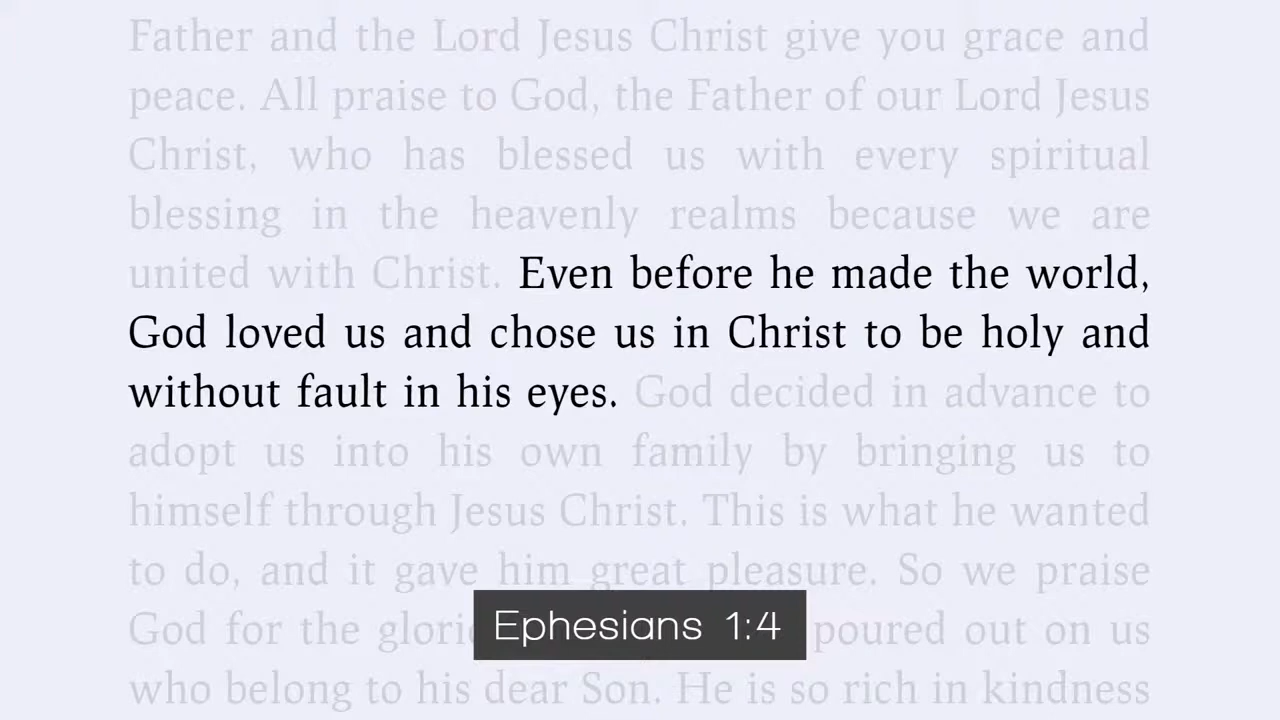 Father and the Lord Jesus Christ give you grace and
peace. All praise to God, the Father of our Lord Jesus
Christ, who has blessed us with every spiritual
blessing in the heavenly realms because we are
united with Christ. Even before he made the world,
God loved us and chose us in Christ to be holy and
without fault in his eyes. God decided in advance to
adopt us into his own family by bringing us to
himself through Jesus Christ. This is what he wanted
to do, and it gave him great pleasure. So we praise
God for the poured out on us
Ephesians 1:4
who belong to his dear Son. He is so rich in kindness